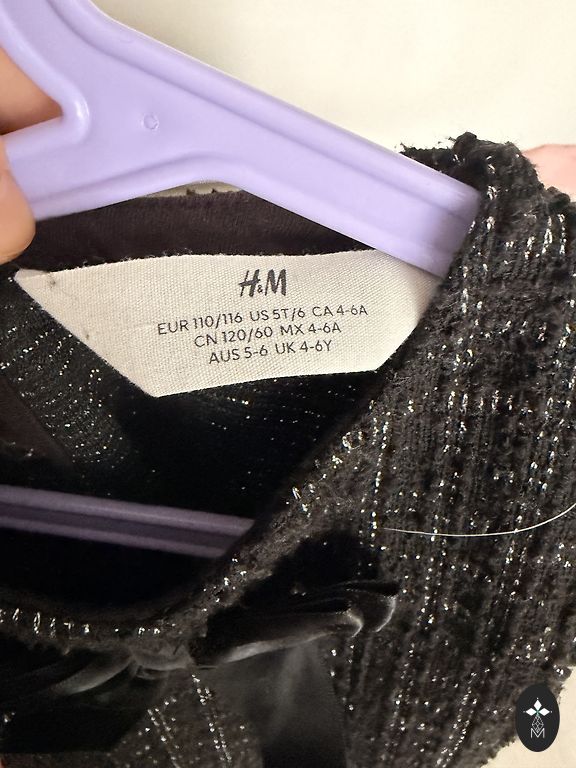 H&M
EUR 110/116 US 5T/6 CA 4-6A
CN 120/60 MX 4-6A
AUS 5-6 UK 4-6Y
M